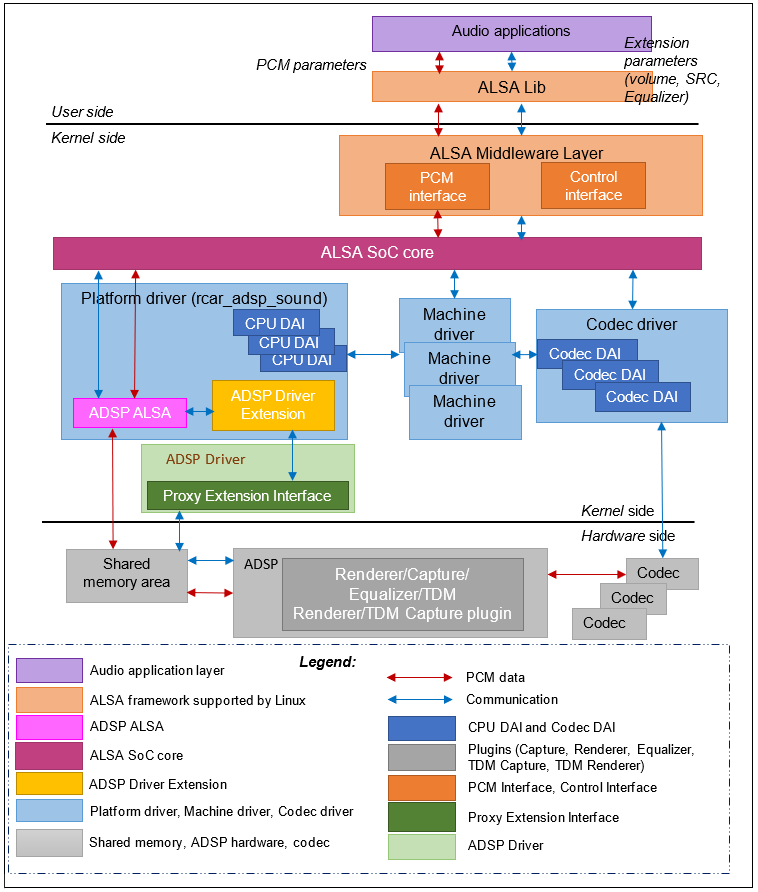 Audio applications
PCM parameters
Extension
parameters
(volume, SRC,
Equalizer)
ALSA Lib
User side
Kernel side
ALSA Middleware Layer
PCM
interface
Control
interface
ALSA SoC core
Platform driver (rcar_adsp_sound)
CPU DAI
CPU DAI
CPU DAI
Machine
driver
Machine
driver
Machine
driver
Codec driver
Codec DAI
Codec DAI
Codec DAI
ADSP ALSA
ADSP Driver
Extension
ADSP Driver
Proxy Extension Interface
Kernel side
Hardware side
Shared
memory area
ADSP
Renderer/Capture/
Equalizer/TDM
Renderer/TDM Capture plugin
Codec
Codec
Codec
Legend:
Audio application layer
ALSA framework supported by Linux
ADSP ALSA
ALSA SoC core
ADSP Driver Extension
Platform driver, Machine driver, Codec driver
Shared memory, ADSP hardware, codec
PCM data
Communication
CPU DAI and Codec DAI
Plugins (Capture, Renderer, Equalizer,
TDM Capture, TDM Renderer)
PCM Interface, Control Interface
Proxy Extension Interface
ADSP Driver